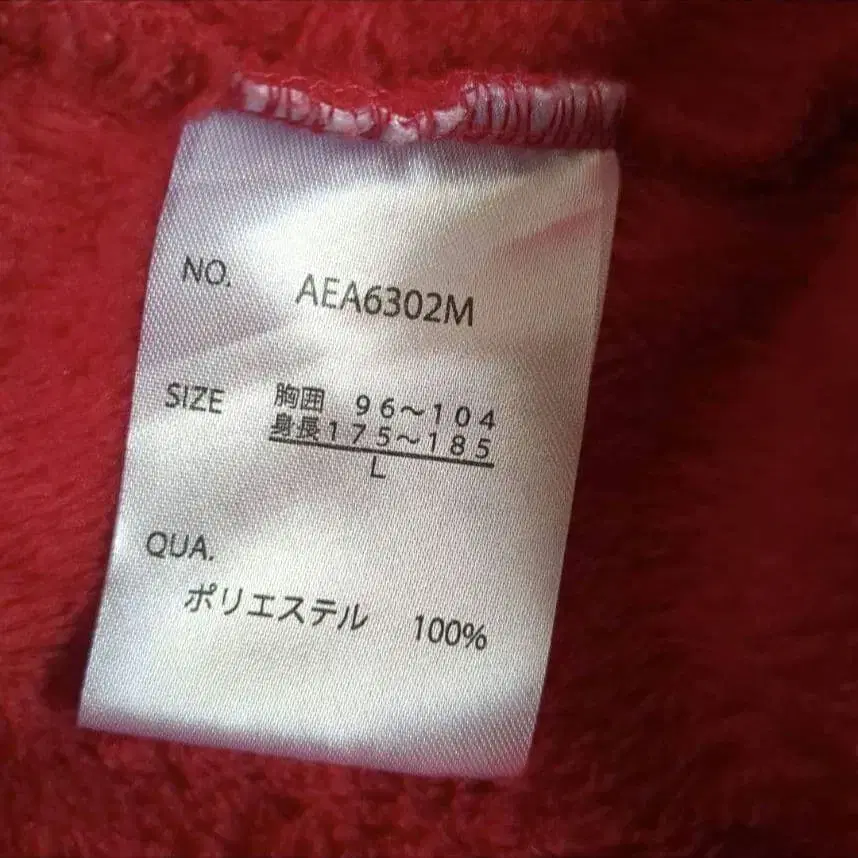 NO. AEA6302M
SIZE 胸囲 96～104
身長175～185
L
QUA.
ポリエステル 100%